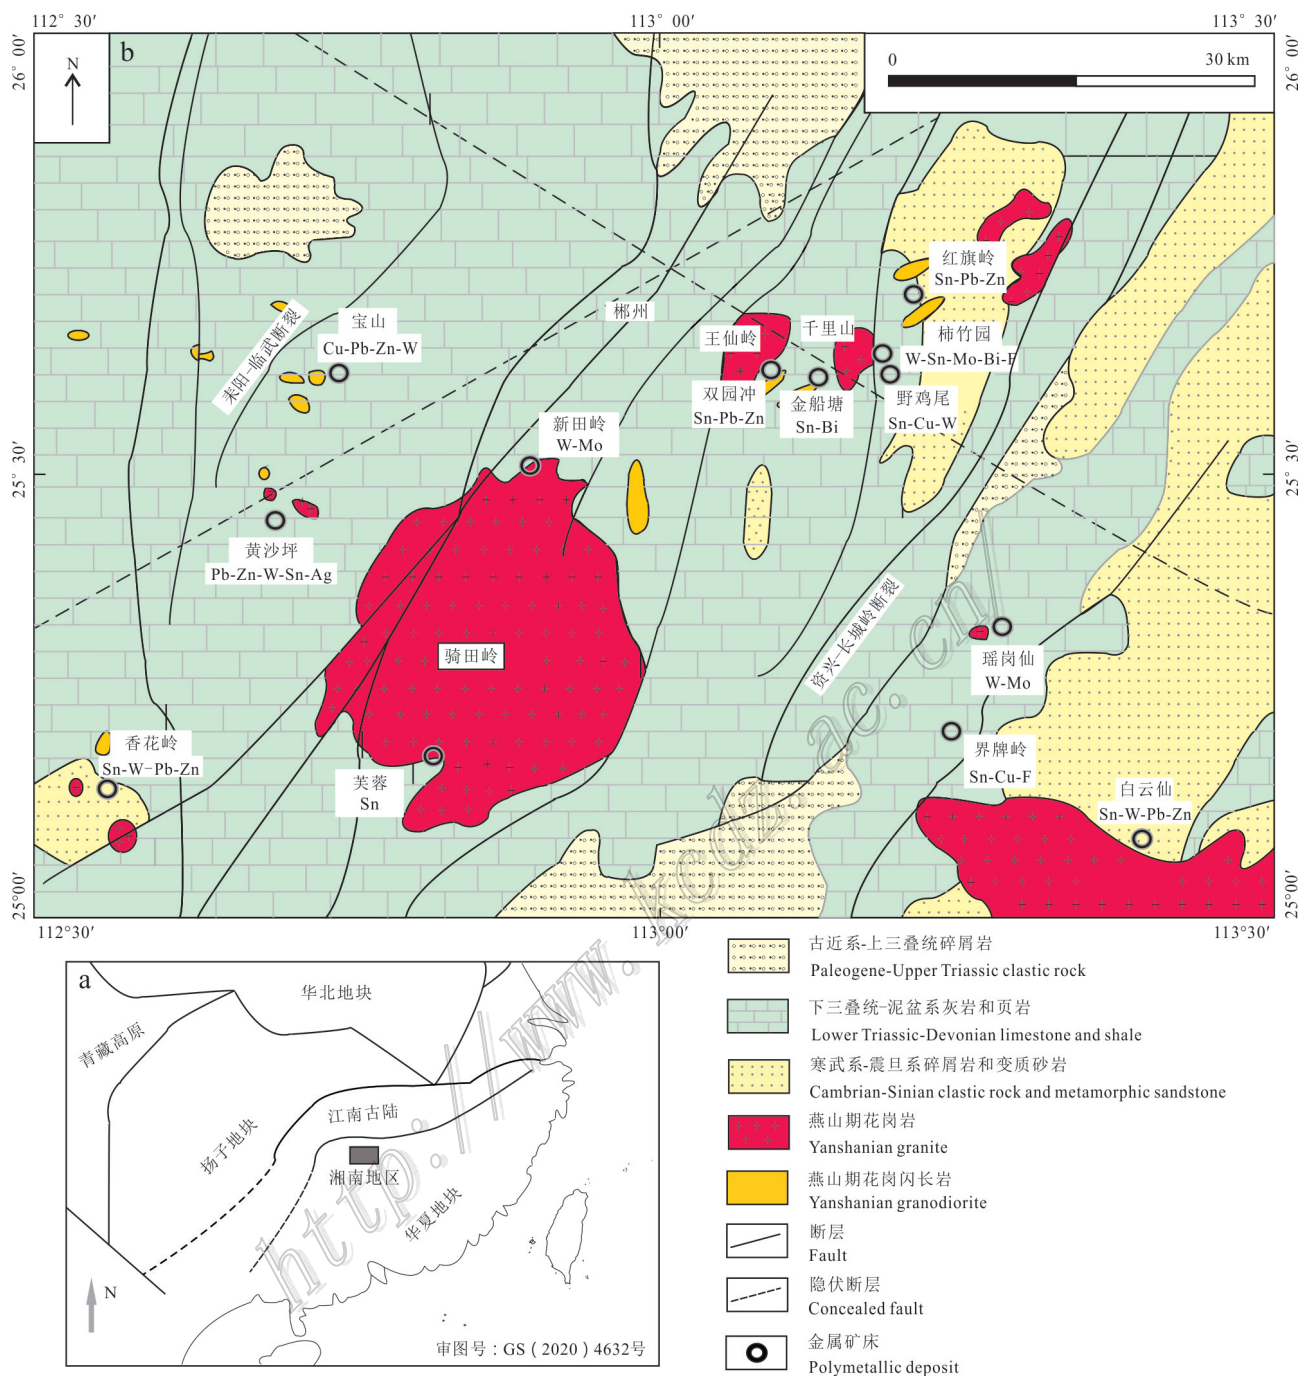 112° 30′
113° 00′
113° 30′
26° 00′
26° 00′
b
N
0
30 km
红旗岭
Sn-Pb-Zn
郴州
宝山
Cu-Pb-Zn-W
王仙岭
千里山
柿竹园
W-Sn-Mo-Bi-F
耒阳–临武断裂
双园冲
Sn-Pb-Zn
金船塘
Sn-Bi
野鸡尾
Sn-Cu-W
新田岭
W-Mo
25° 30′
25° 30′
黄沙坪
Pb-Zn-W-Sn-Ag
资兴–长城岭断裂
骑田岭
瑶岗仙
W-Mo
香花岭
Sn-W-Pb-Zn
界牌岭
Sn-Cu-F
芙蓉
Sn
白云仙
Sn-W-Pb-Zn
25°00′
25°00′
112°30′
113°00′
113°30′
a
华北地块
青藏高原
江南古陆
扬子地块
湘南地区
华夏地块
N
审图号：GS（2020）4632号
古近系-上三叠统碎屑岩
Paleogene-Upper Triassic clastic rock
下三叠统–泥盆系灰岩和页岩
Lower Triassic-Devonian limestone and shale
寒武系-震旦系碎屑岩和变质砂岩
Cambrian-Sinian clastic rock and metamorphic sandstone
燕山期花岗岩
Yanshanian granite
燕山期花岗闪长岩
Yanshanian granodiorite
断层
Fault
隐伏断层
Concealed fault
金属矿床
Polymetallic deposit
http://www.kcdz.ac.cn/